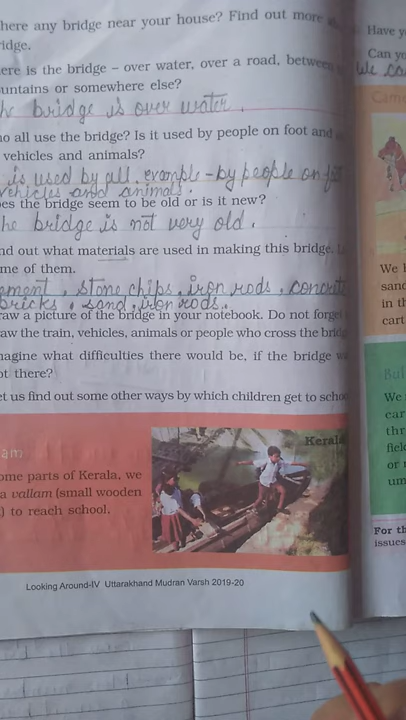 here any bridge near your house? Find out more
idge.
ere is the bridge – over water, over a road, between
untains or somewhere else?
he bridge is over water.
o all use the bridge? Is it used by people on foot and
vehicles and animals?
is used by all. example - by people on
vehicles and animals.
es the bridge seem to be old or is it new?
he bridge is not very old.
nd out what materials are used in making this bridge.
me of them.
ement, stone chips, iron rods, concrete
bricks, sand, iron rods.
raw a picture of the bridge in your notebook. Do not forget
aw the train, vehicles, animals or people who cross the bridg
nagine what difficulties there would be, if the bridge w
ot there?
et us find out some other ways by which children get to scho
am
Kerala
ome parts of Kerala, we
a vallam (small wooden
) to reach school.
Looking Around-IV Uttarakhand Mudran Varsh 2019-20
Have y
Can yo
We ca
Came
We l
sand
in th
cart
Bul
We
car
thr
fiel
or r
um
For th
issues